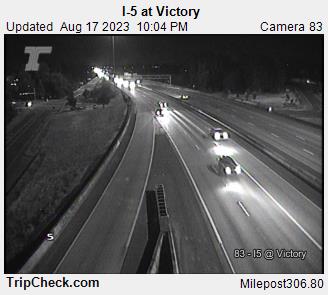 I-5 at Victory
Updated Aug 17 2023 10:04 PM Camera 83
T
S
83 - I5 @ Victory
TripCheck.com Milepost306.80